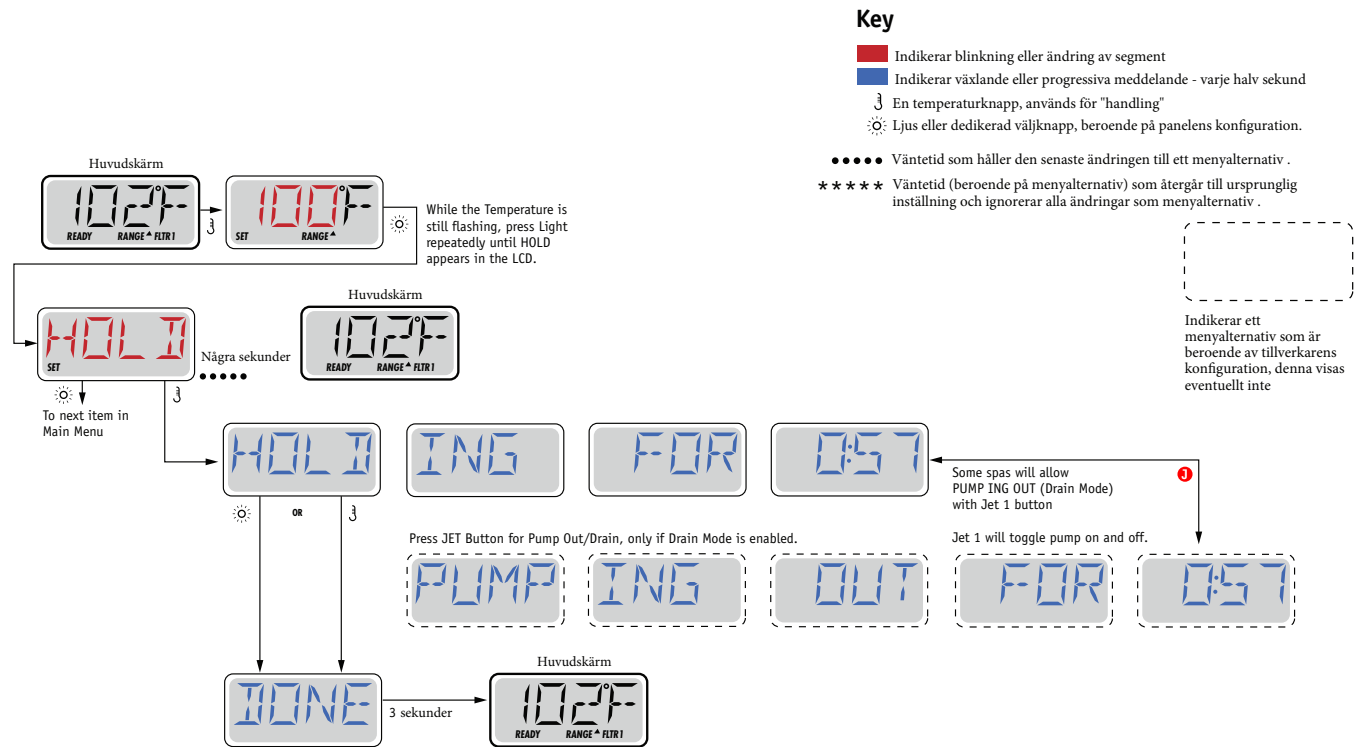 Key
Indikerar blinkning eller ändring av segment
Indikerar växlande eller progressiva meddelande - varje halv sekund
En temperaturknapp, används för "handling"
Ljus eller dedikerad väljknapp, beroende på panelens konfiguration.
••••• Väntetid som håller den senaste ändringen till ett menyalternativ .
***** Väntetid (beroende på menyalternativ) som återgår till ursprunglig
inställning och ignorerar alla ändringar som menyalternativ .
Indikerar ett
menyalternativ som är
beroende av tillverkarens
konfiguration, denna visas
eventuellt inte
Huvudskärm
102°F
READY RANGE FLTR1
100°F
SET RANGE
While the Temperature is
still flashing, press Light
repeatedly until HOLD
appears in the LCD.
HOLD
SET
Några sekunder
•••••
Huvudskärm
102°F
READY RANGE FLTR1
To next item in
Main Menu
HOLD
ING
FOR
0:57
Some spas will allow
PUMP ING OUT (Drain Mode)
with Jet 1 button
J
OR
Press JET Button for Pump Out/Drain, only if Drain Mode is enabled.
Jet 1 will toggle pump on and off.
PUMP
ING
OUT
FOR
0:57
DONE
3 sekunder
Huvudskärm
102°F
READY RANGE FLTR1